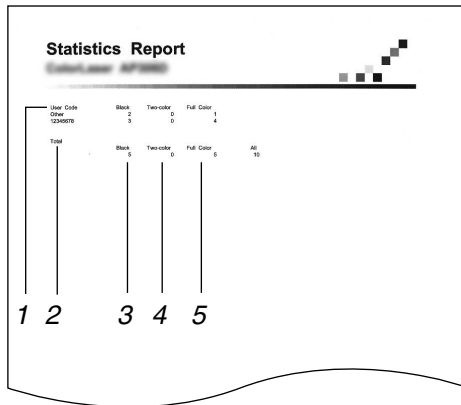 Statistics Report
User Code Black Two-color Full Color
Other 2 0 1
12345678 3 0 4
Total Black Two-color Full Color All
5 0 5 10
1 2 3 4 5